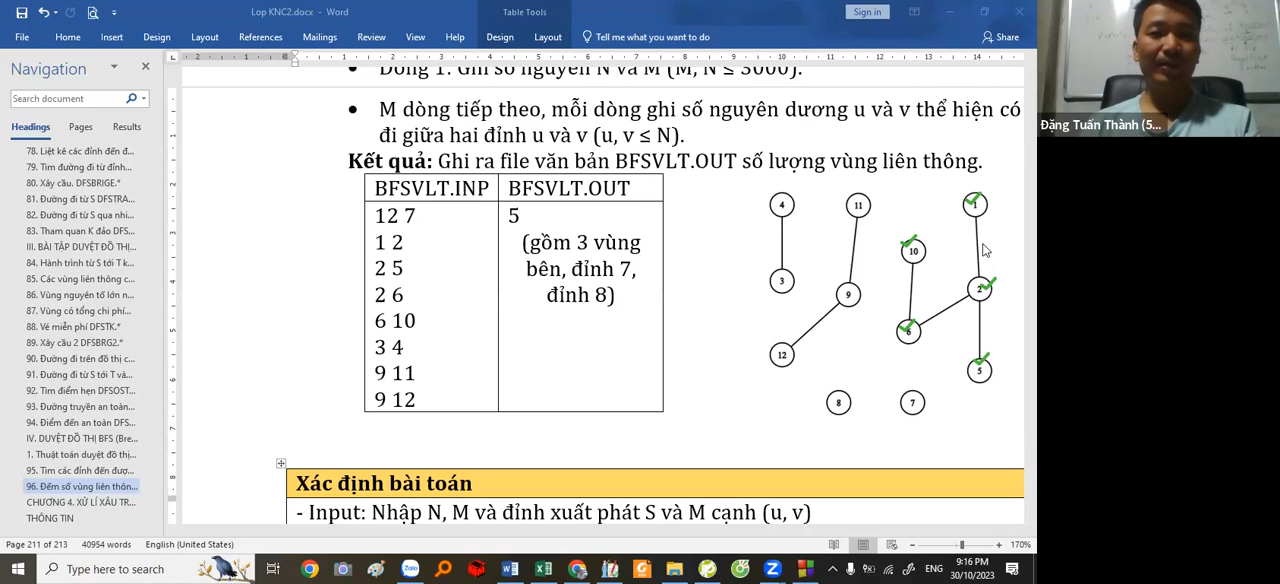 Lop KNC2.docx - Word
Table Tools
Sign in
File
Home
Insert
Design
Layout
References
Mailings
Review
View
Help
Design
Layout
Tell me what you want to do
Share
Navigation
Search document
Headings
Pages
Results
78. Liệt kê các đỉnh đến đ...
79. Tìm đường đi từ đỉnh...
80. Xây cầu. DFSBRIGE.*
81. Đường đi từ S DFSTRA...
82. Đường đi từ S qua nhi...
83. Tham quan K đảo DFS...
III. BÀI TẬP DUYỆT ĐỒ TH...
84. Hành trình từ S tới T k...
85. Các vùng liên thông c...
86. Vùng nguyên tố lớn n...
87. Vùng có tổng chi phí...
88. Vé miễn phí DFSTK.*
89. Xây cầu 2 DFSBRG2.*
90. Đường đi trên đồ thị c...
91. Đường đi từ S tới T và...
92. Tìm điểm hẹn DFSOST...
93. Đường truyền an toàn...
94. Điểm đến an toàn DFS...
IV. DUYỆT ĐỒ THỊ BFS (Bre...
1. Thuật toán duyệt đồ thị...
95. Tìm các đỉnh đến đượ...
96. Đếm số vùng liên thôn...
CHƯƠNG 4. XỬ LÍ XÂU TR...
THÔNG TIN
Dòng 1: Ghi số nguyên N và M (M, N ≤ 3000).
M dòng tiếp theo, mỗi dòng ghi số nguyên dương u và v thể hiện có
đi giữa hai đỉnh u và v (u, v ≤ N).
Kết quả: Ghi ra file văn bản BFSVLT.OUT số lượng vùng liên thông.
BFSVLT.INP
BFSVLT.OUT
12 7
1 2
2 5
2 6
6 10
3 4
9 11
9 12
5
(gồm 3 vùng
bên, đỉnh 7,
đỉnh 8)
4
11
1
10
3
9
2
6
12
5
8
7
Xác định bài toán
- Input: Nhập N, M và đỉnh xuất phát S và M cạnh (u, v)
Đặng Tuấn Thành (5...
Page 211 of 213
40954 words
English (United States)
170%
Type here to search
ENG
9:16 PM
30/10/2023